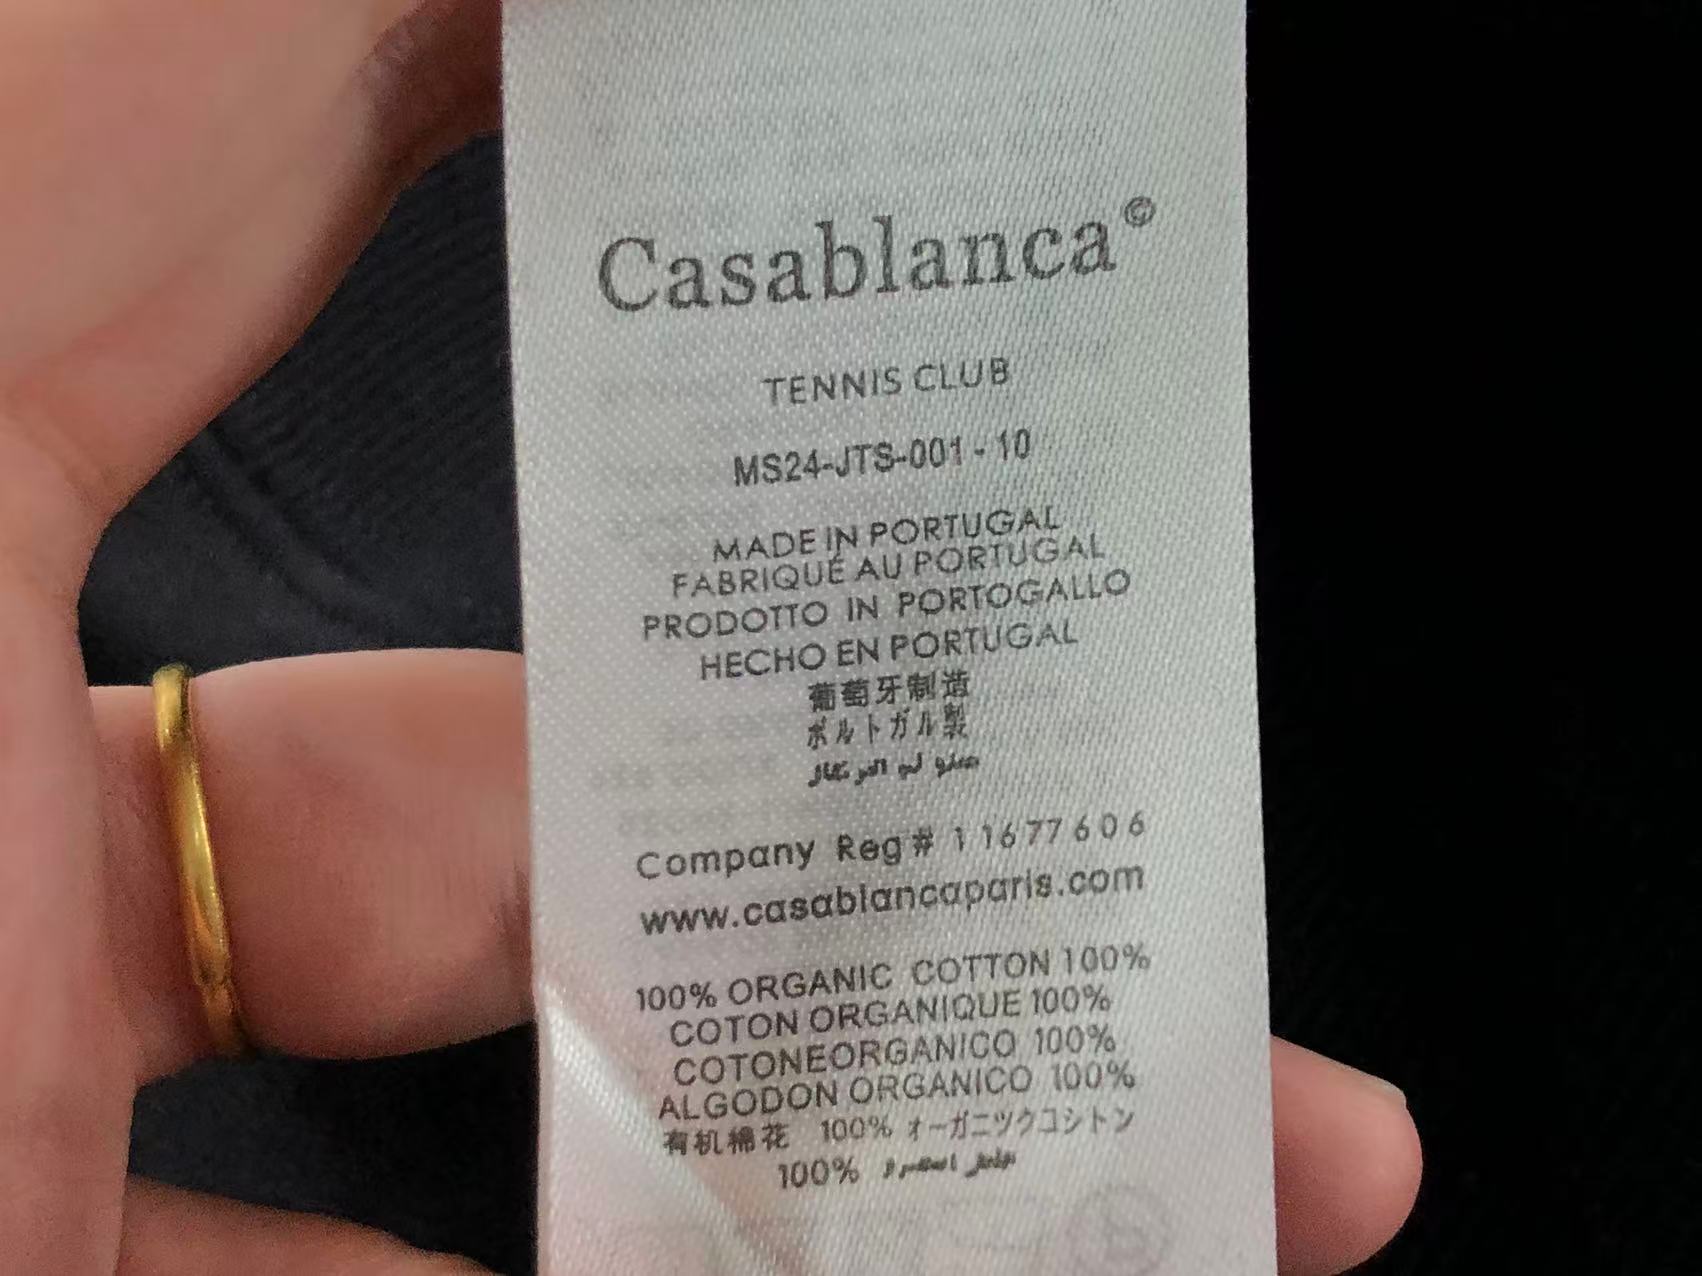 Casablanca©
TENNIS CLUB
MS24-JTS-001 - 10
MADE IN PORTUGAL
FABRIQUÉ AU PORTUGAL
PRODOTTO IN PORTOGALLO
HECHO EN PORTUGAL
葡萄牙制造
ポルトガル製
Company Reg # 11677606
www.casablancaparis.com
100% ORGANIC COTTON 100%
COTON ORGANIQUE 100%
COTONEORGANICO 100%
ALGODON ORGANICO 100%
有机棉花 100% オーガニックコシトン
100%